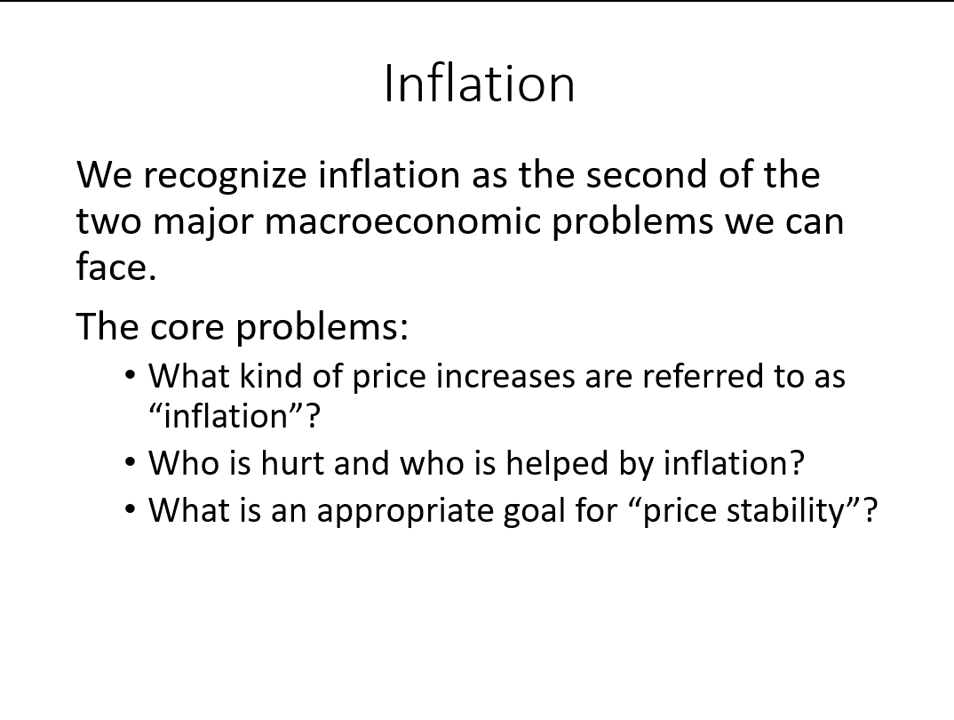 Inflation
We recognize inflation as the second of the
two major macroeconomic problems we can
face.
The core problems:
• What kind of price increases are referred to as
“inflation”?
• Who is hurt and who is helped by inflation?
• What is an appropriate goal for “price stability”?